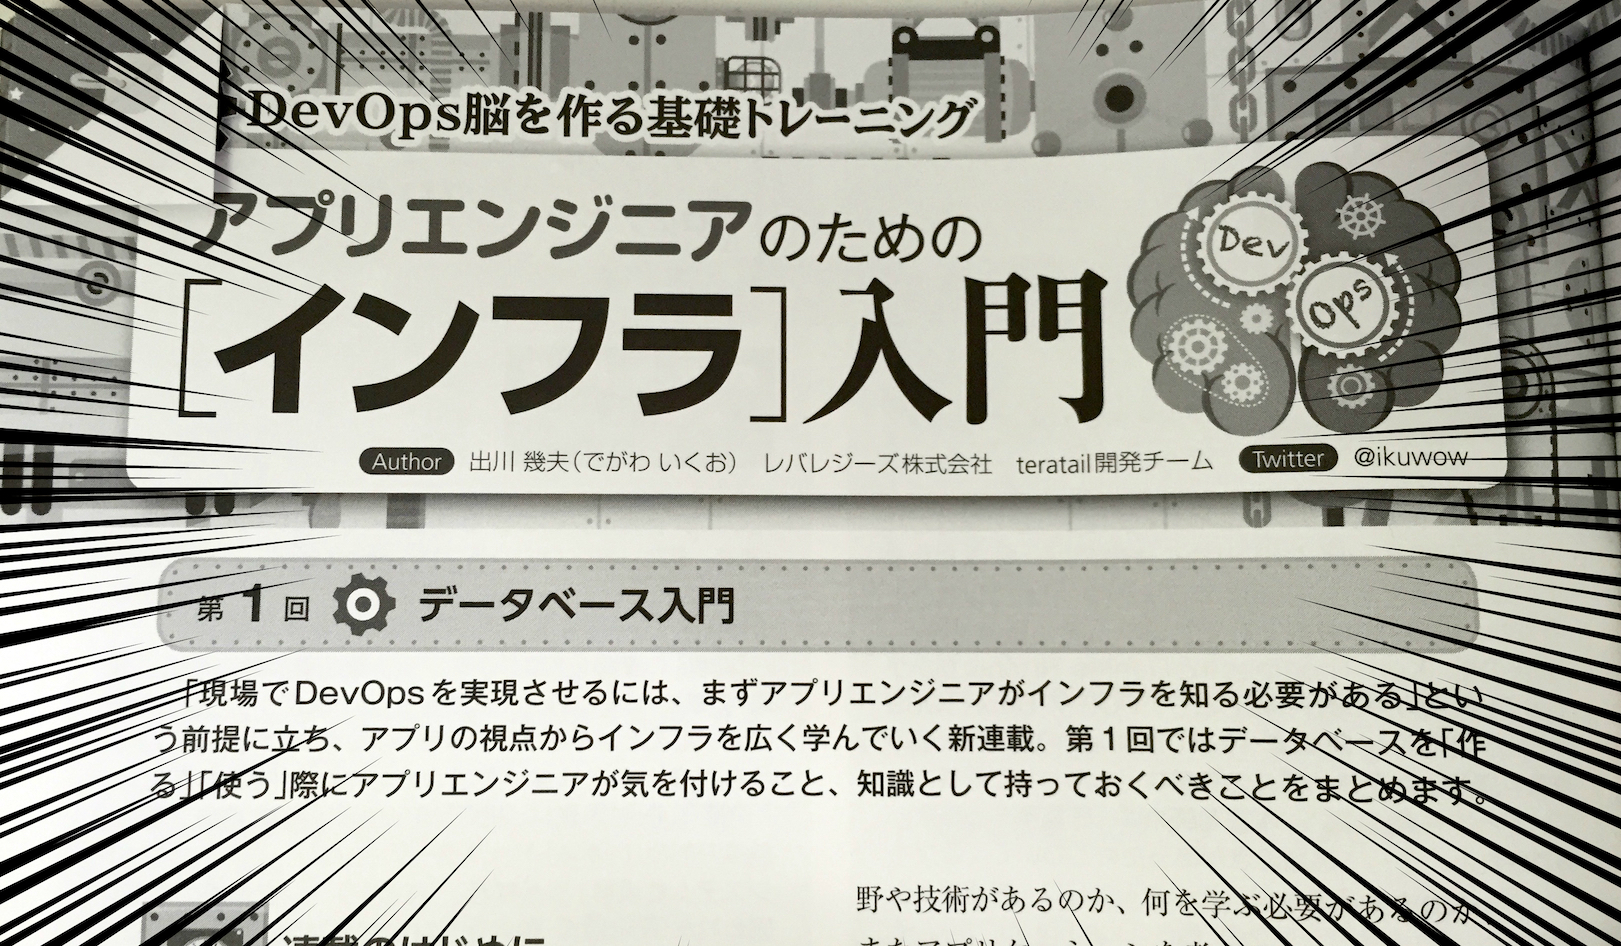 DevOps脳を作る基礎トレーニング
アプリエンジニアのための
[インフラ]入門
Dev
Ops
Author 出川 幾夫(でがわ いくお) レバレジーズ株式会社 teratail開発チーム Twitter @ikuwow
第1回 データベース入門
「現場でDevOpsを実現させるには、まずアプリエンジニアがインフラを知る必要がある」とい
う前提に立ち、アプリの視点からインフラを広く学んでいく新連載。第1回ではデータベースを「作
る」「使う」際にアプリエンジニアが気を付けること、知識として持っておくべきことをまとめます。
連載のはじめに
野や技術があるのか、何を学ぶ必要があるのか、